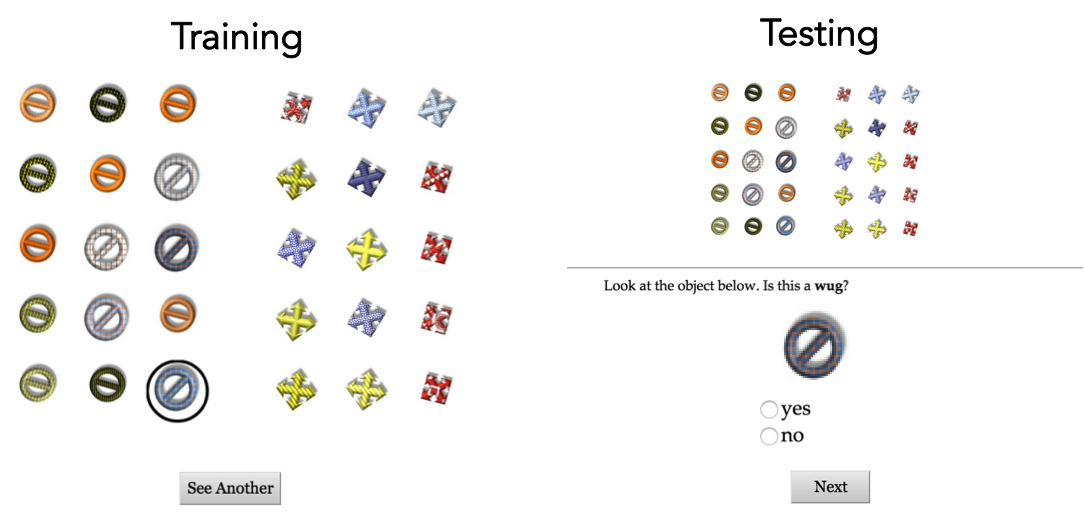 Training
Testing
See Another
Look at the object below. Is this a wug?
yes
no
Next